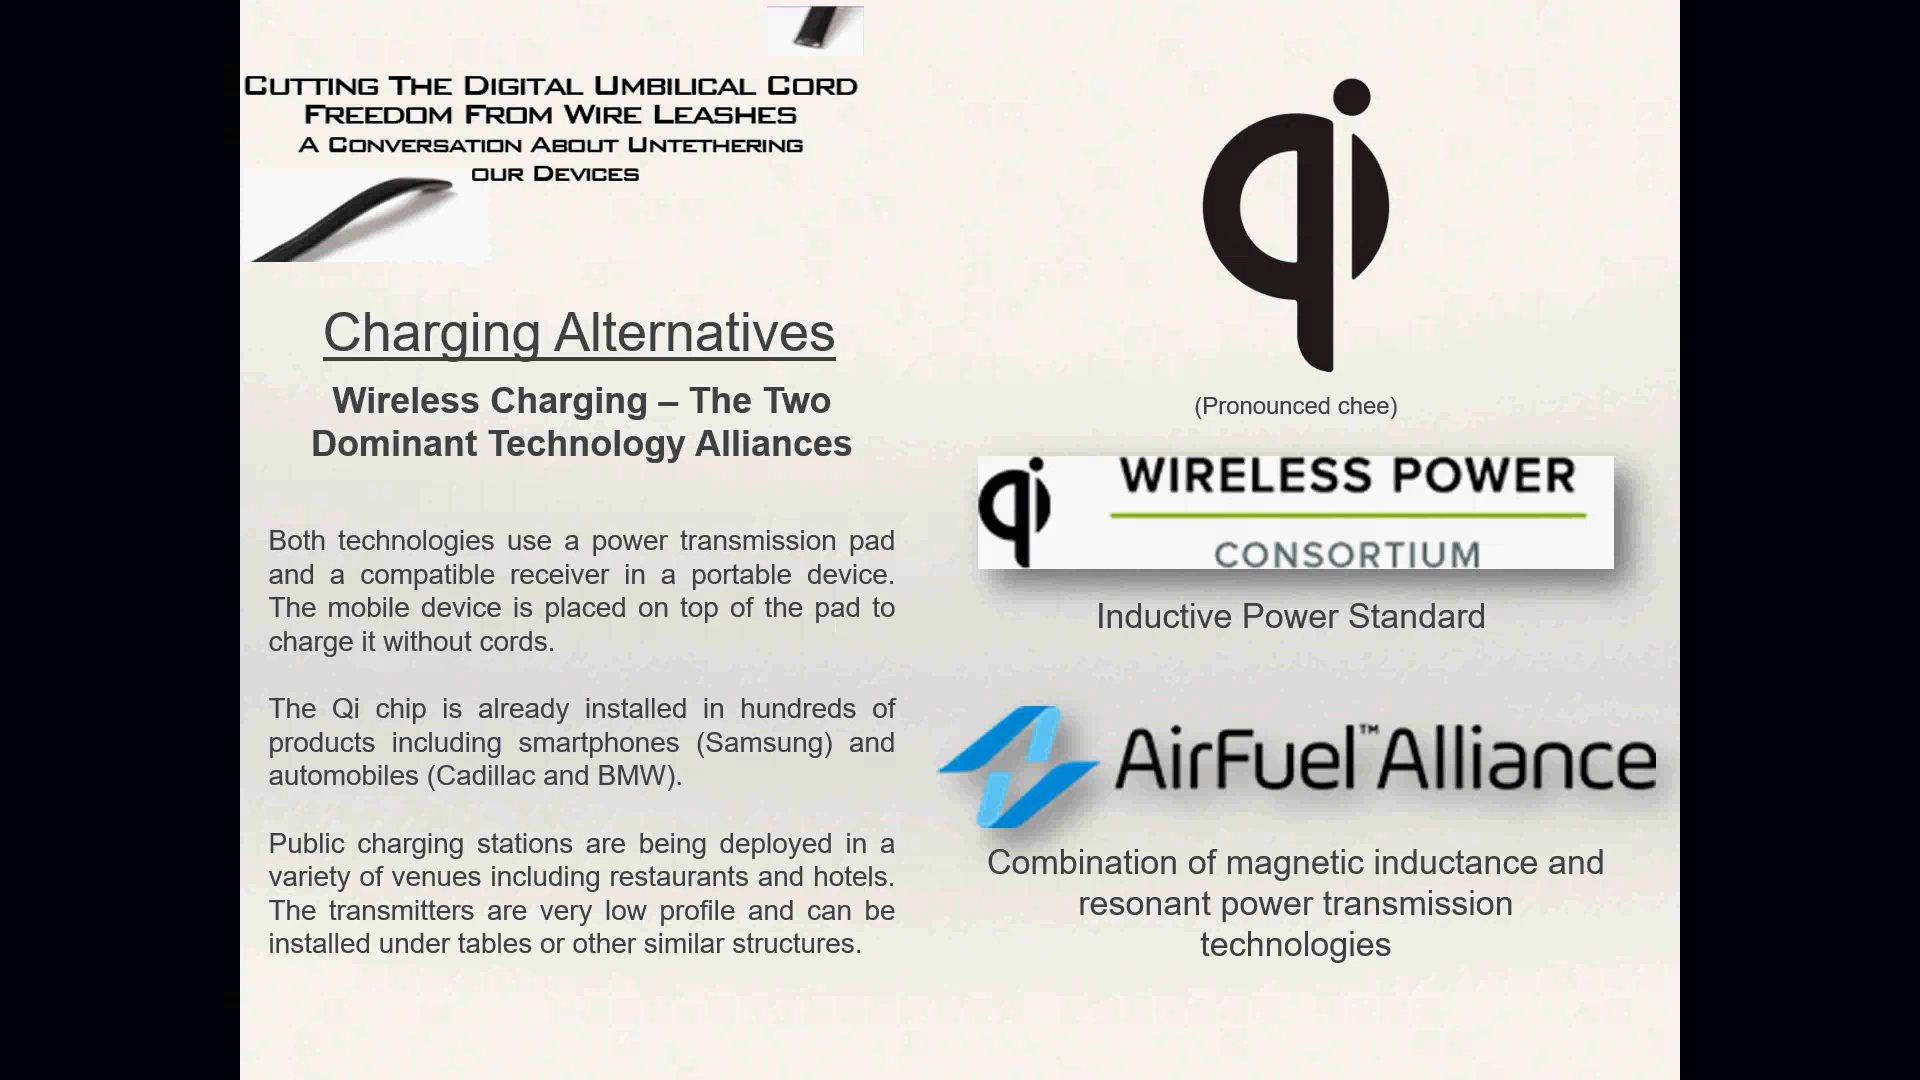 Cutting The Digital Umbilical Cord
Freedom From Wire Leashes
A Conversation About Untethering
our Devices
Charging Alternatives
Wireless Charging – The Two
Dominant Technology Alliances
Both technologies use a power transmission pad
and a compatible receiver in a portable device.
The mobile device is placed on top of the pad to
charge it without cords.
The Qi chip is already installed in hundreds of
products including smartphones (Samsung) and
automobiles (Cadillac and BMW).
Public charging stations are being deployed in a
variety of venues including restaurants and hotels.
The transmitters are very low profile and can be
installed under tables or other similar structures.
qi
(Pronounced chee)
qi WIRELESS POWER
CONSORTIUM
Inductive Power Standard
AirFuel™Alliance
Combination of magnetic inductance and
resonant power transmission
technologies